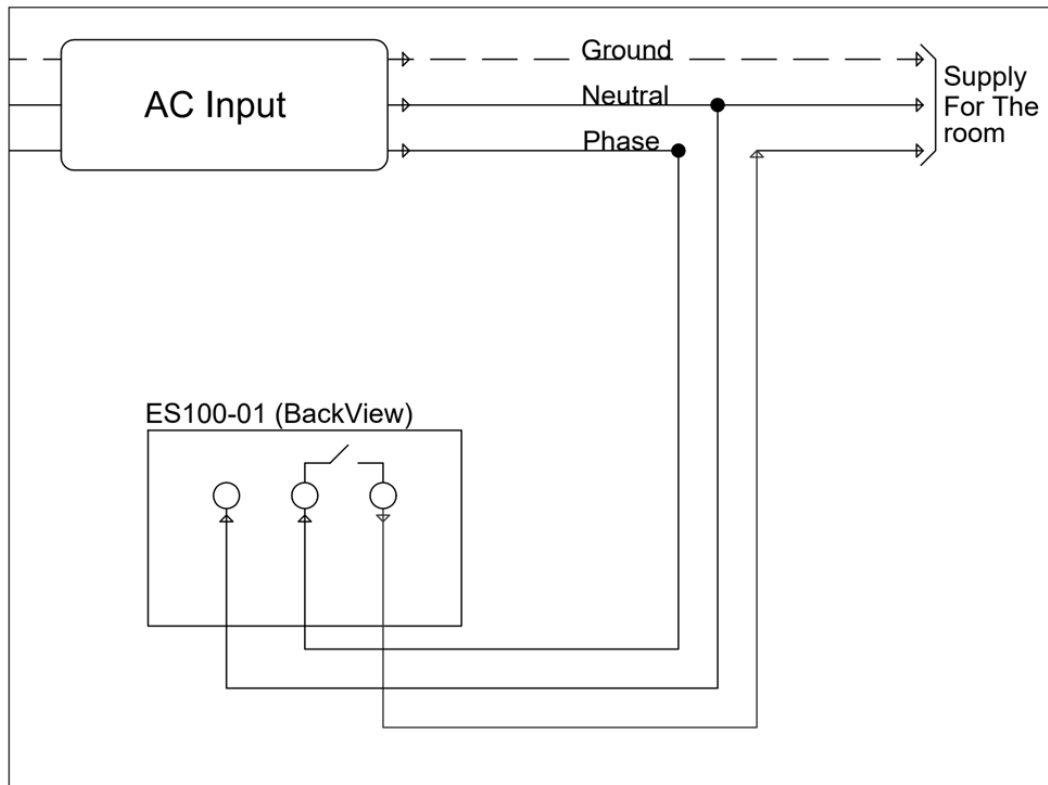 AC Input
Ground
Neutral
Phase
Supply
For The
room
ES100-01 (BackView)